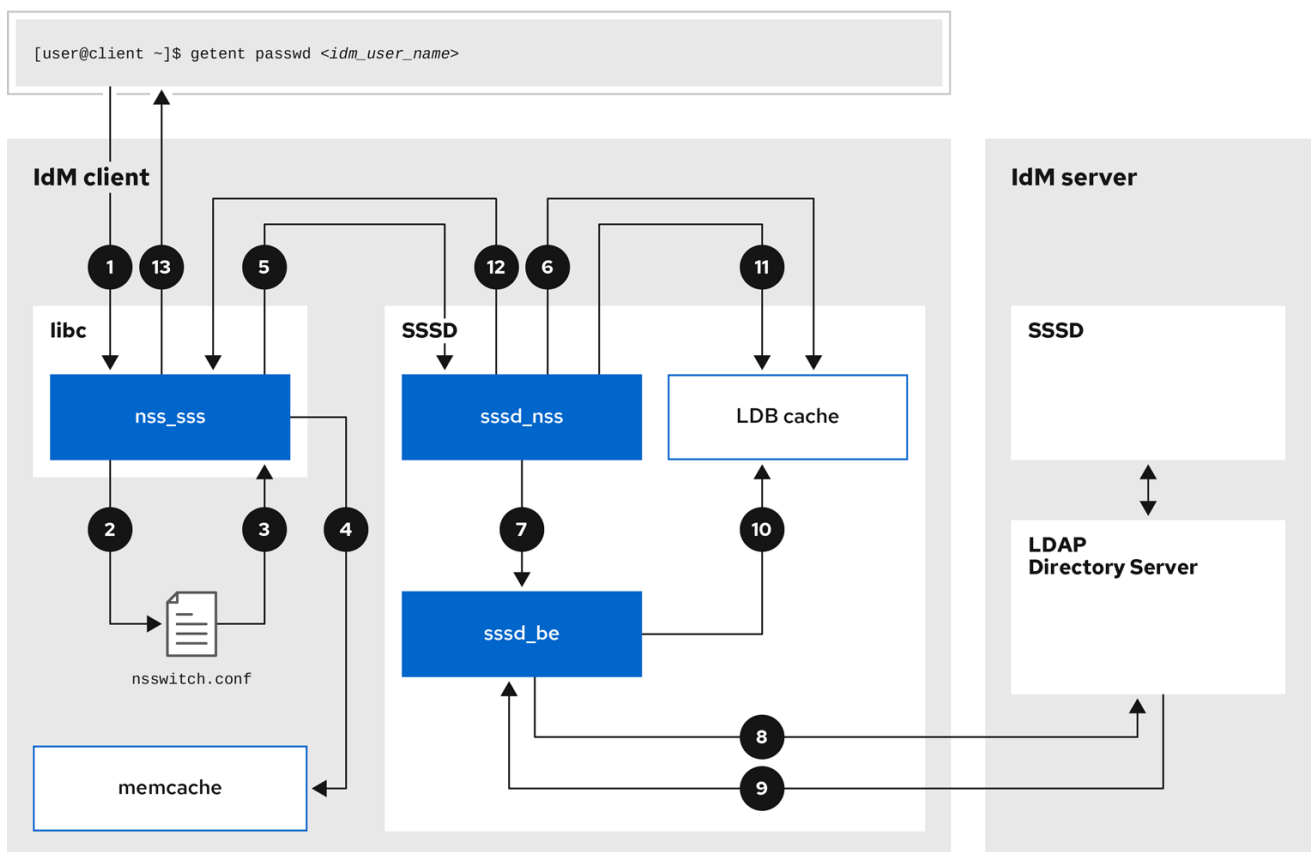 [user@client ~]$ getent passwd <idm_user_name>
IdM client
IdM server
1
13
5
12
6
11
libc
SSSD
SSSD
nss_sss
sssd_nss
LDB cache
2
3
4
7
10
LDAP
Directory Server
sssd_be
nsswitch.conf
8
9
memcache